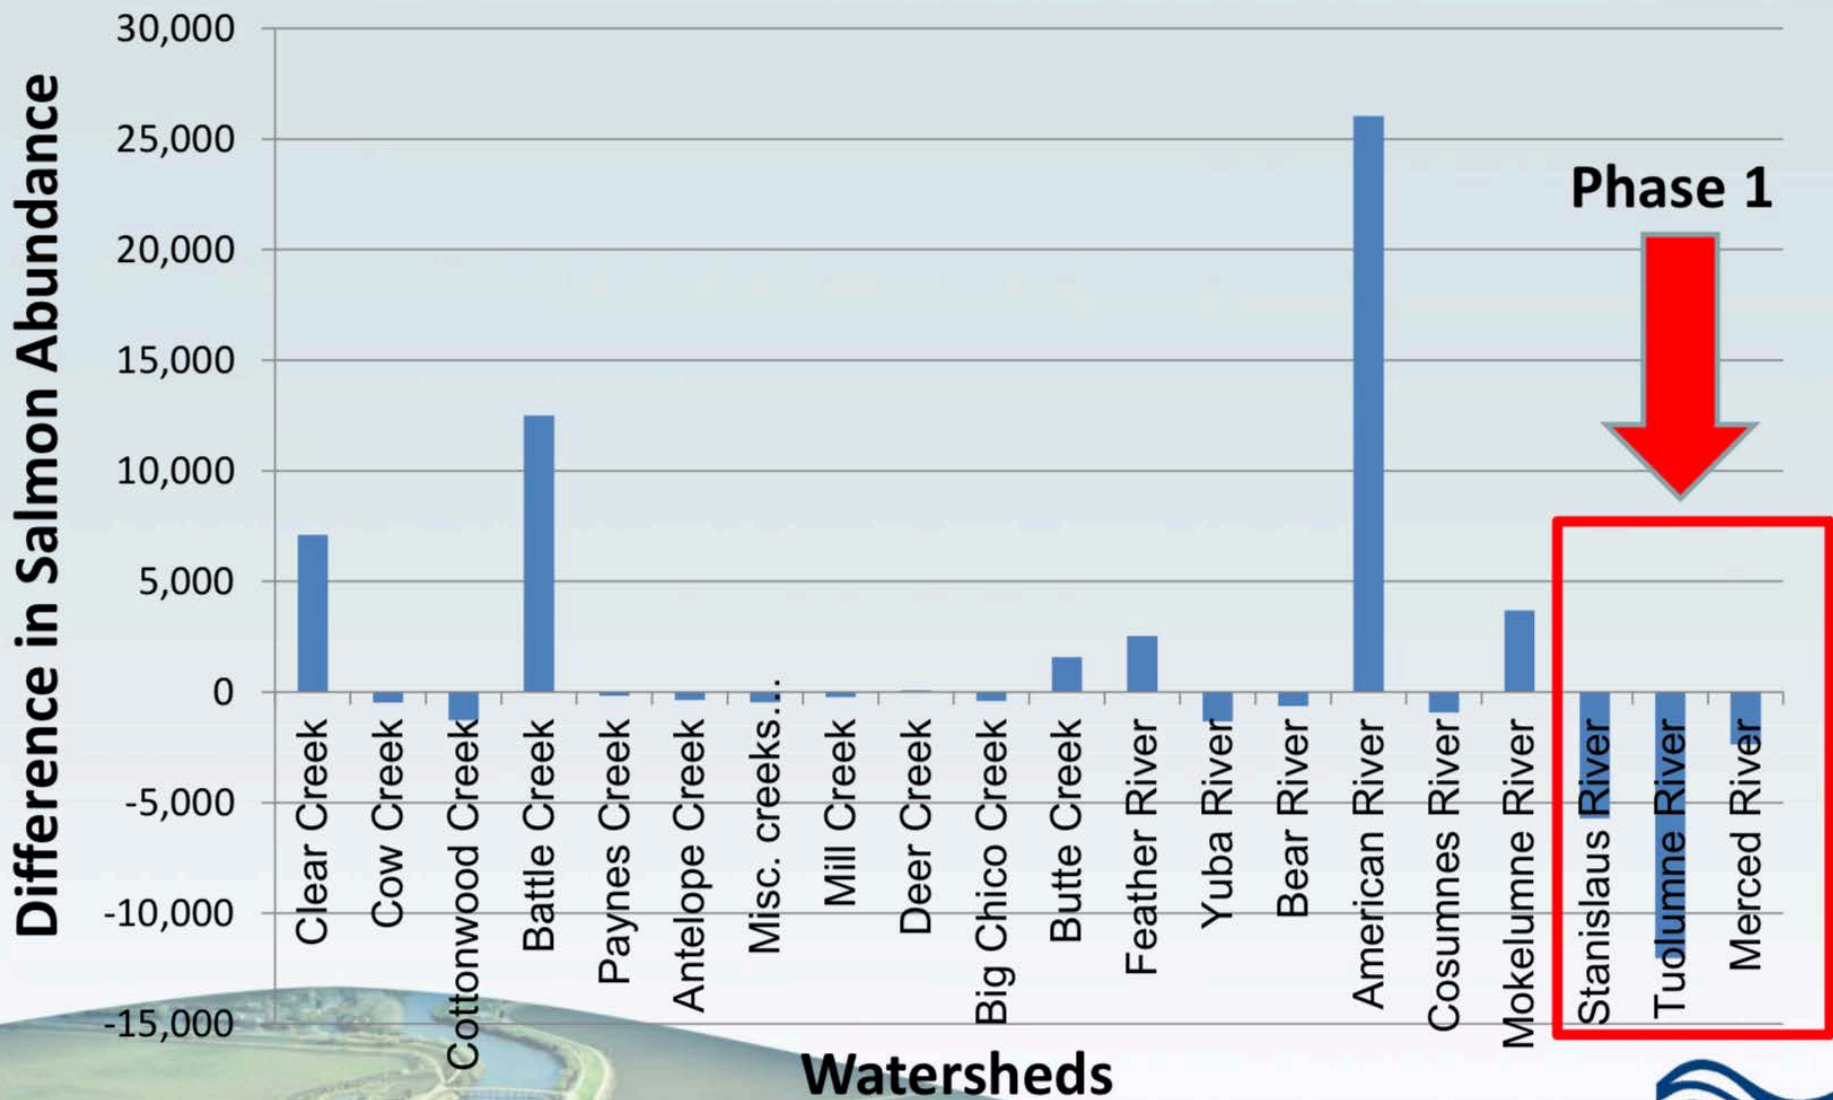 Difference in Salmon Abundance
30,000
25,000
20,000
15,000
10,000
5,000
0
-5,000
-10,000
-15,000
Phase 1
Clear Creek
Cow Creek
Cottonwood Creek
Battle Creek
Paynes Creek
Antelope Creek
Misc. creeks…
Mill Creek
Deer Creek
Big Chico Creek
Butte Creek
Feather River
Yuba River
Bear River
American River
Cosumnes River
Mokelumne River
Stanislaus River
Tuolumne River
Merced River
Watersheds